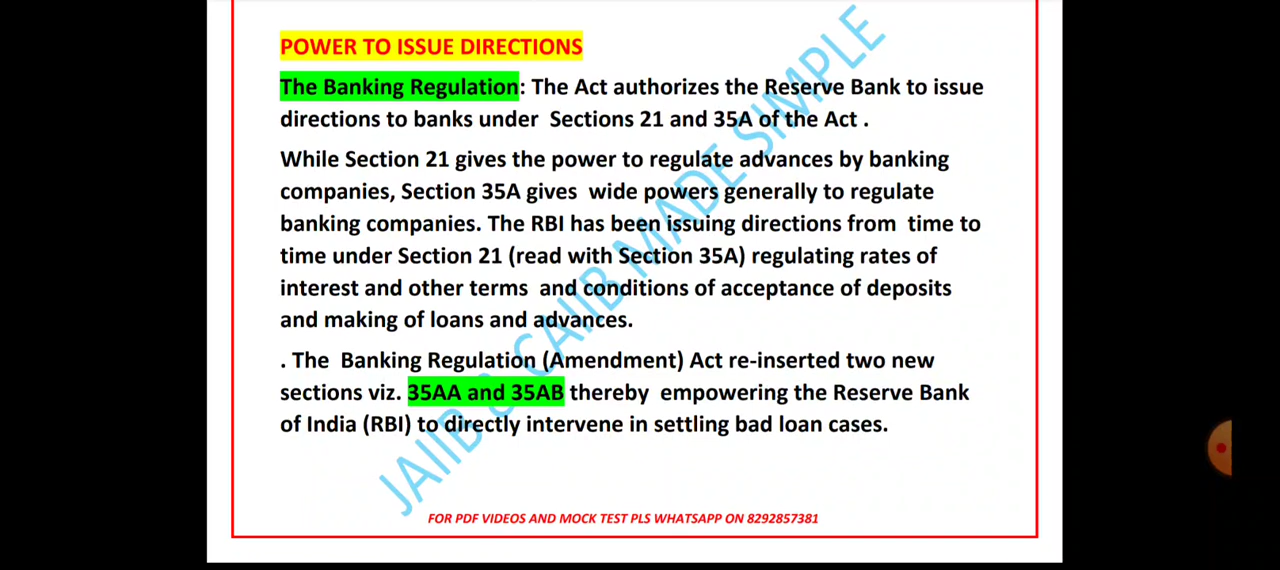 POWER TO ISSUE DIRECTIONS
The Banking Regulation: The Act authorizes the Reserve Bank to issue
directions to banks under Sections 21 and 35A of the Act .
While Section 21 gives the power to regulate advances by banking
companies, Section 35A gives wide powers generally to regulate
banking companies. The RBI has been issuing directions from time to
time under Section 21 (read with Section 35A) regulating rates of
interest and other terms and conditions of acceptance of deposits
and making of loans and advances.
. The Banking Regulation (Amendment) Act re-inserted two new
sections viz. 35AA and 35AB thereby empowering the Reserve Bank
of India (RBI) to directly intervene in settling bad loan cases.
JAIIB & CAIIB MADE SIMPLE
FOR PDF VIDEOS AND MOCK TEST PLS WHATSAPP ON 8292857381